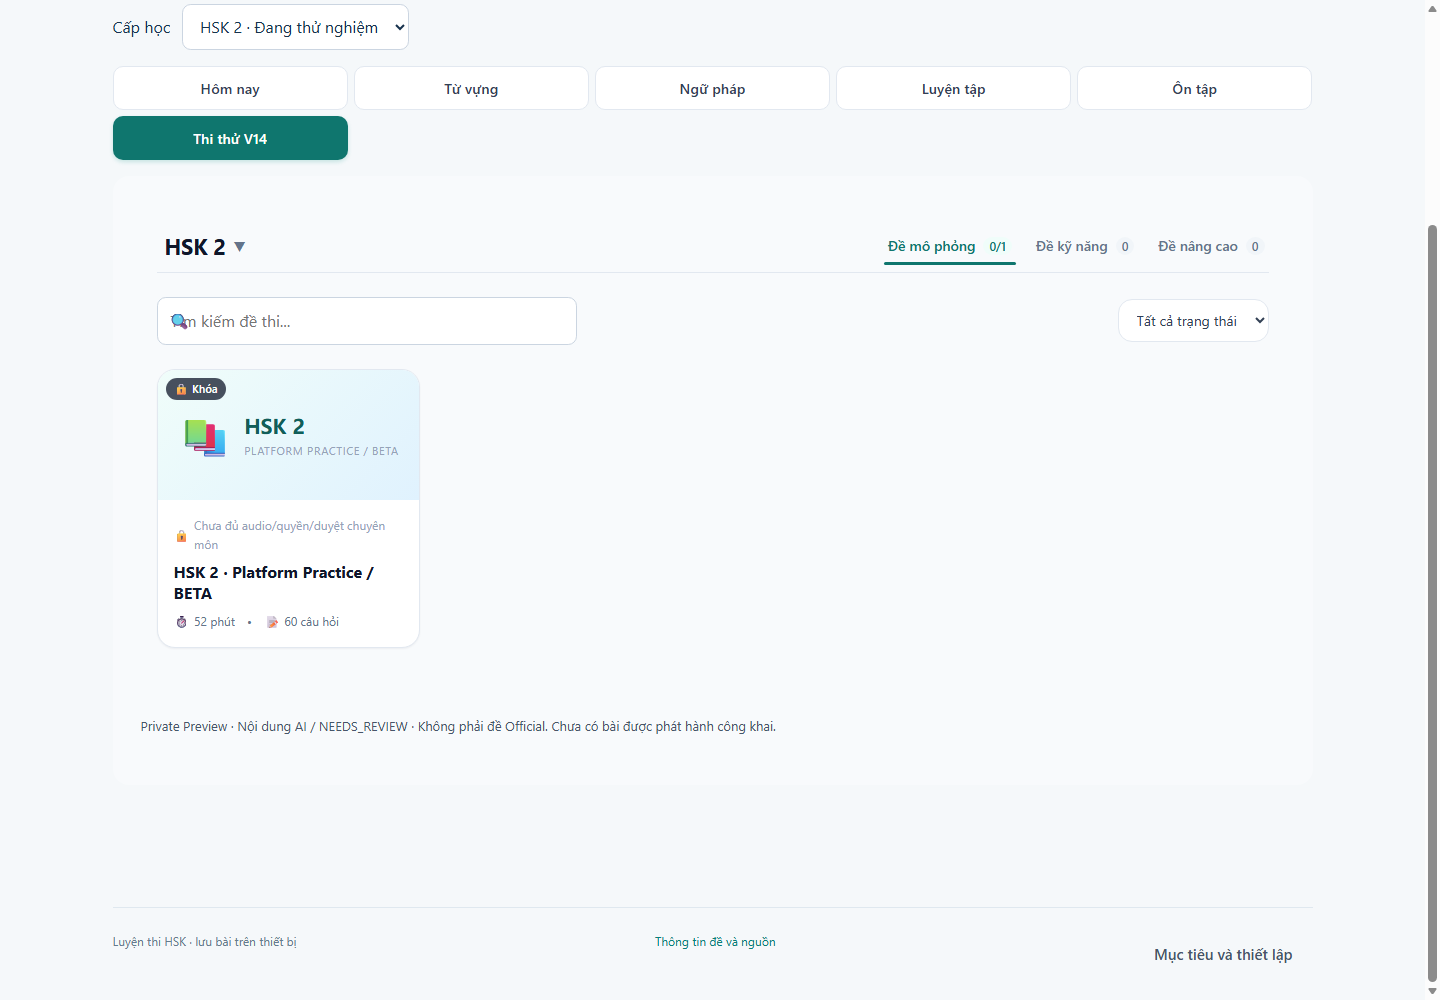 Cấp học
HSK 2 · Đang thử nghiệm
Hôm nay
Từ vựng
Ngữ pháp
Luyện tập
Ôn tập
Thi thử V14
HSK 2 ▼
Đề mô phỏng 0/1
Đề kỹ năng 0
Đề nâng cao 0
kiếm đề thi...
Tất cả trạng thái
Khóa
HSK 2
PLATFORM PRACTICE / BETA
Chưa đủ audio/quyền/duyệt chuyên
môn
HSK 2 · Platform Practice /
BETA
52 phút • 60 câu hỏi
Private Preview · Nội dung AI / NEEDS_REVIEW · Không phải đề Official. Chưa có bài được phát hành công khai.
Luyện thi HSK · lưu bài trên thiết bị
Thông tin đề và nguồn
Mục tiêu và thiết lập